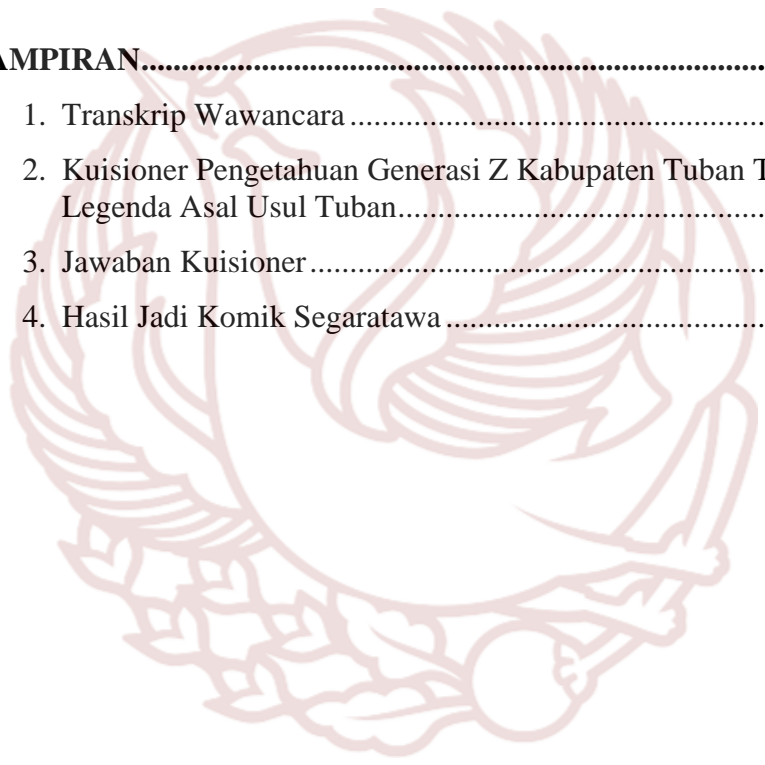 AMPIRAN........................................................................
1. Transkrip Wawancara ....................................................
2. Kuisioner Pengetahuan Generasi Z Kabupaten Tuban
Legenda Asal Usul Tuban..............................................
3. Jawaban Kuisioner .........................................................
4. Hasil Jadi Komik Segaratawa ........................................